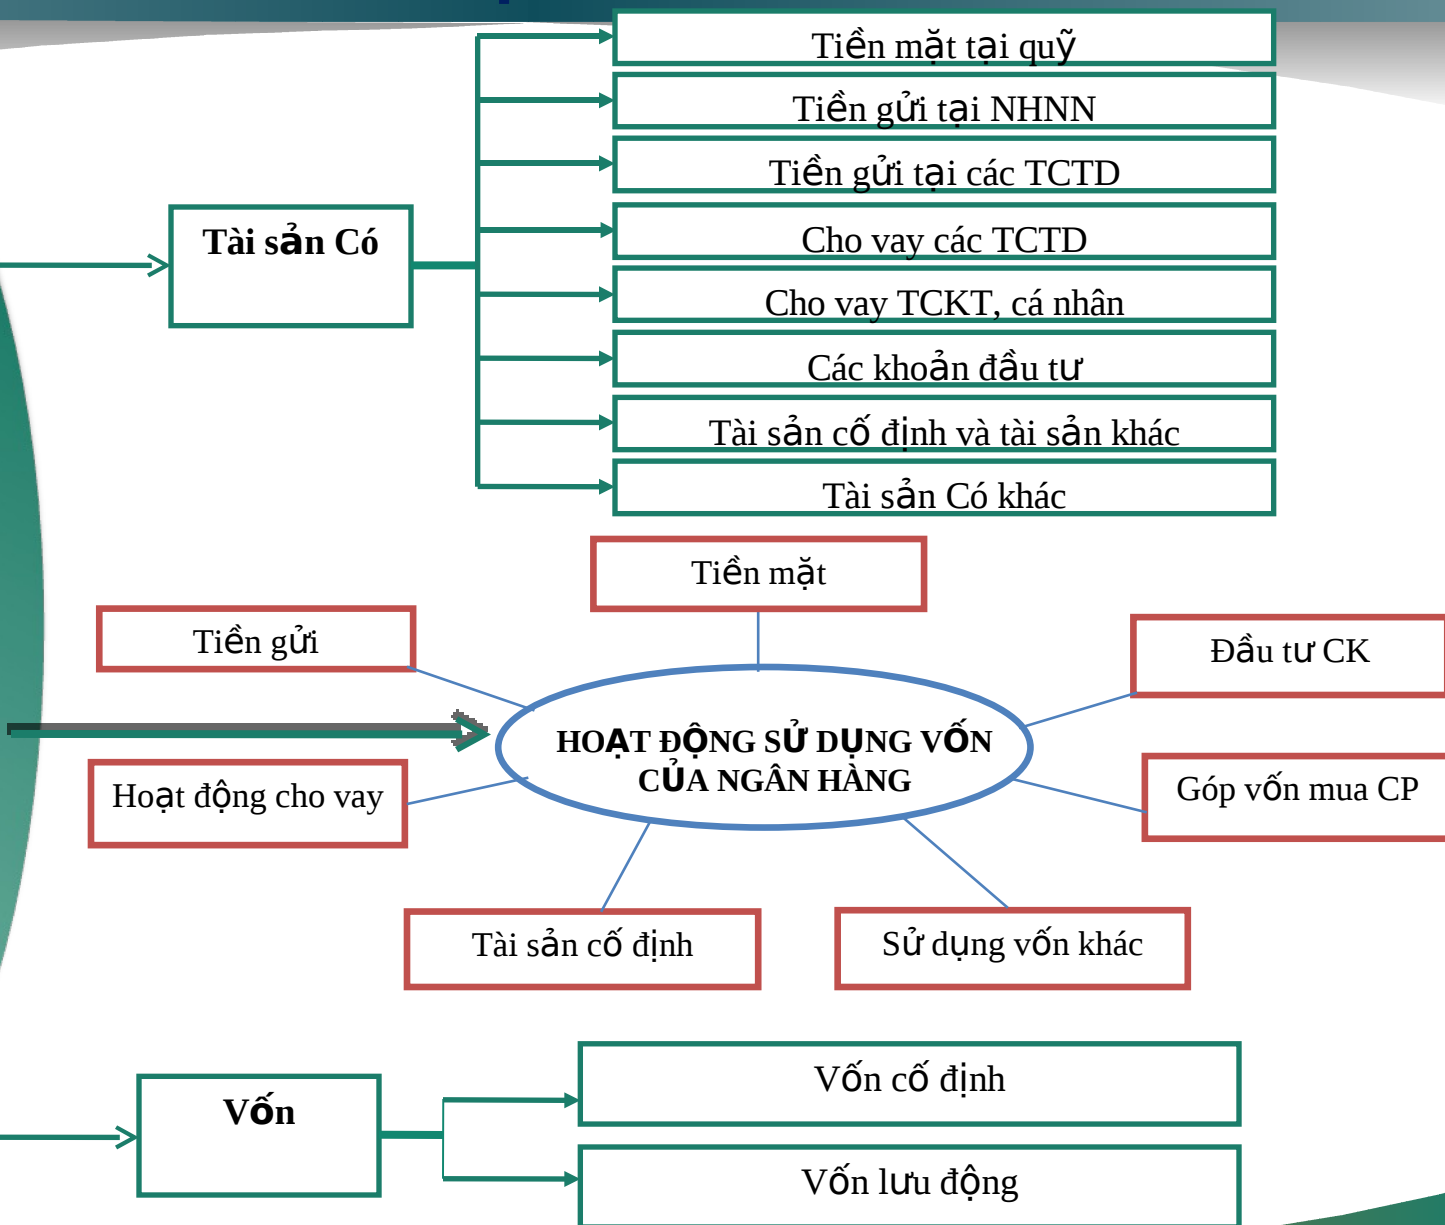 Tiền mặt tại quỹ
Tiền gửi tại NHNN
Tiền gửi tại các TCTD
Tài sản Có
Cho vay các TCTD
Cho vay TCKT, cá nhân
Các khoản đầu tư
Tài sản cố định và tài sản khác
Tài sản Có khác
Tiền mặt
Tiền gửi
Đầu tư CK
HOẠT ĐỘNG SỬ DỤNG VỐN
CỦA NGÂN HÀNG
Hoạt động cho vay
Góp vốn mua CP
Tài sản cố định
Sử dụng vốn khác
Vốn cố định
Vốn
Vốn lưu động